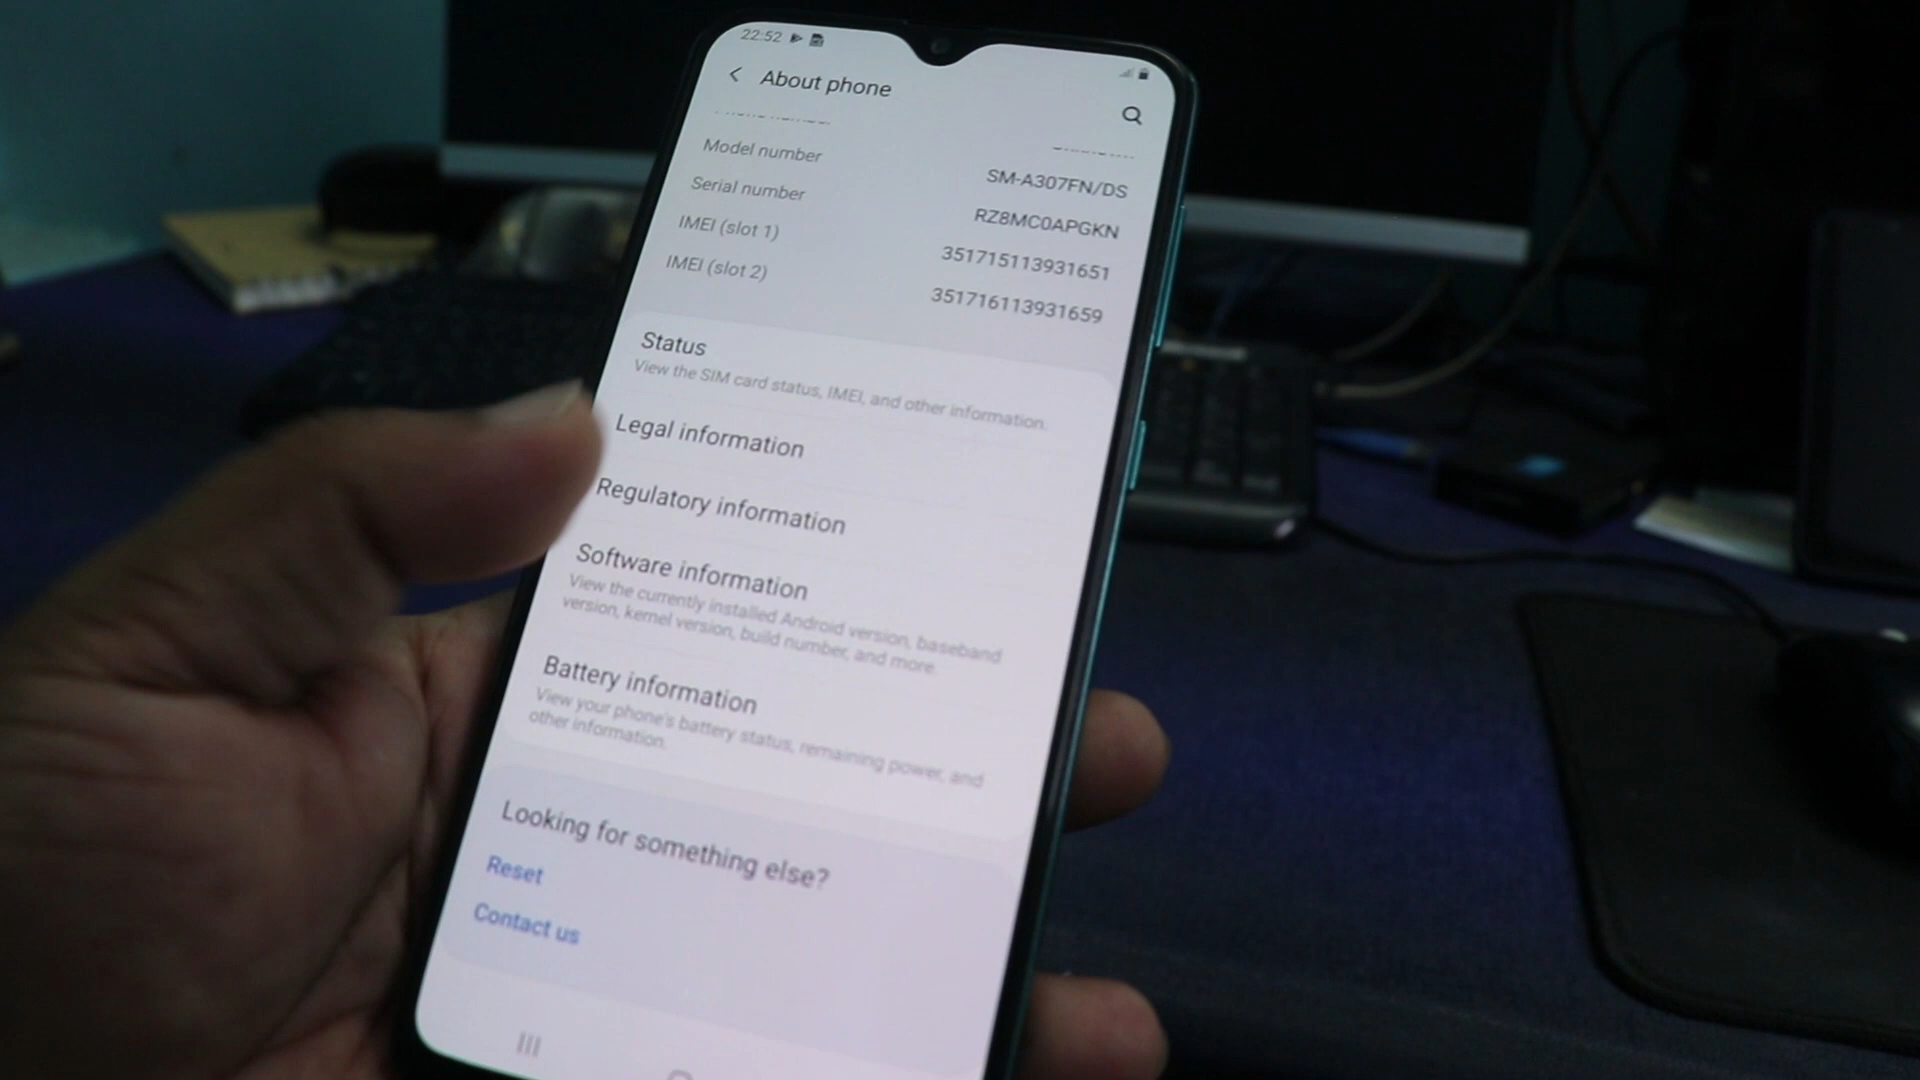 22:52
About phone
Model number SM-A307FN/DS
Serial number RZ8MC0APGKN
IMEI (slot 1) 351715113931651
IMEI (slot 2) 351716113931659
Status
View the SIM card status, IMEI, and other information.
Legal information
Regulatory information
Software information
View the currently installed Android version, baseband
version, kernel version, build number, and more.
Battery information
View your phone's battery status, remaining power, and
other information.
Looking for something else?
Reset
Contact us